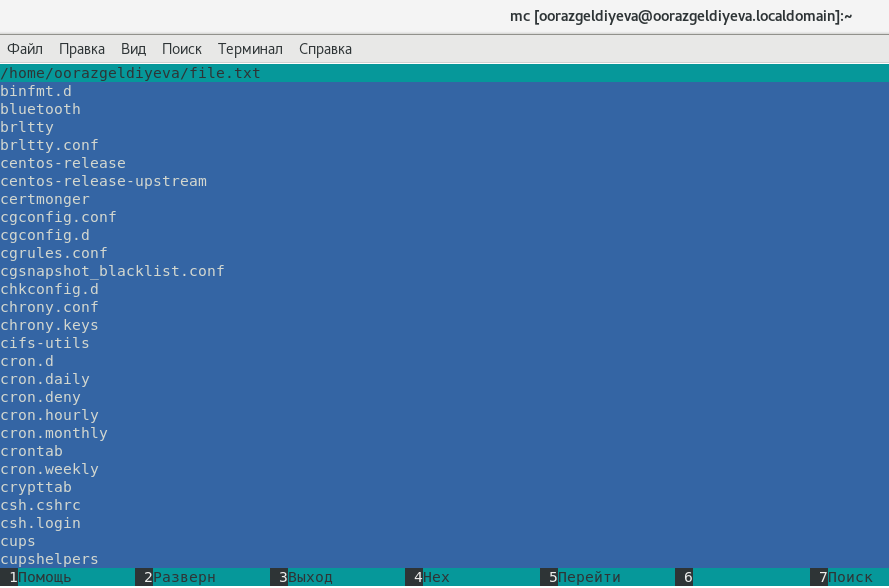 mc [oorazgeldiyeva@oorazgeldiyeva.localdomain]:~
Файл Правка Вид Поиск Терминал Справка
/home/oorazgeldiyeva/file.txt
binfmt.d
bluetooth
brltty
brltty.conf
centos-release
centos-release-upstream
certmonger
cgconfig.conf
cgconfig.d
cgrules.conf
cgsnapshot_blacklist.conf
chkconfig.d
chrony.conf
chrony.keys
cifs-utils
cron.d
cron.daily
cron.deny
cron.hourly
cron.monthly
crontab
cron.weekly
crypttab
csh.cshrc
csh.login
cups
cupshelpers
1Помощь 2Разверн 3Выход 4Hex 5Перейти 6 7Поиск